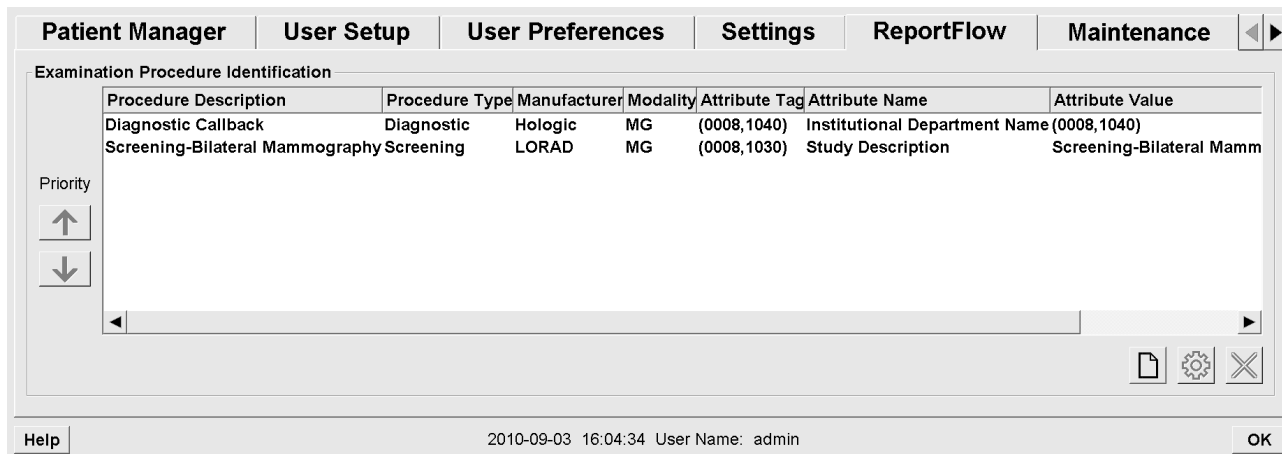 Patient Manager User Setup User Preferences Settings ReportFlow Maintenance
Examination Procedure Identification
Procedure Description Procedure Type Manufacturer Modality Attribute Tag Attribute Name Attribute Value
Diagnostic Callback Diagnostic Hologic MG (0008,1040) Institutional Department Name (0008,1040)
Screening-Bilateral Mammography Screening LORAD MG (0008,1030) Study Description Screening-Bilateral Mamm
Priority
Help 2010-09-03 16:04:34 User Name: admin OK